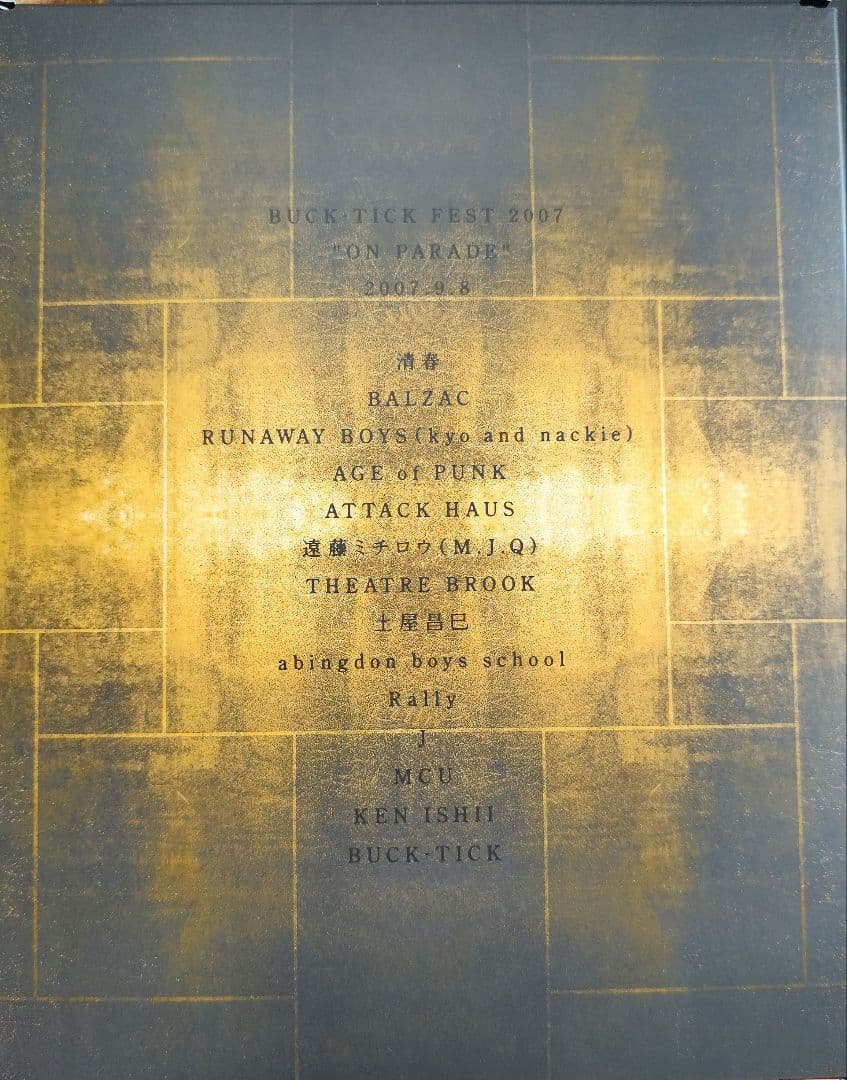 BUCK-TICK FEST 2007
"ON PARADE"
2007.9.8
清春
BALZAC
RUNAWAY BOYS(kyo and nackie)
AGE of PUNK
ATTACK HAUS
遠藤ミチロウ(M.J.Q)
THEATRE BROOK
土屋昌巳
abingdon boys school
Rally
J
MCU
KEN ISHII
BUCK-TICK